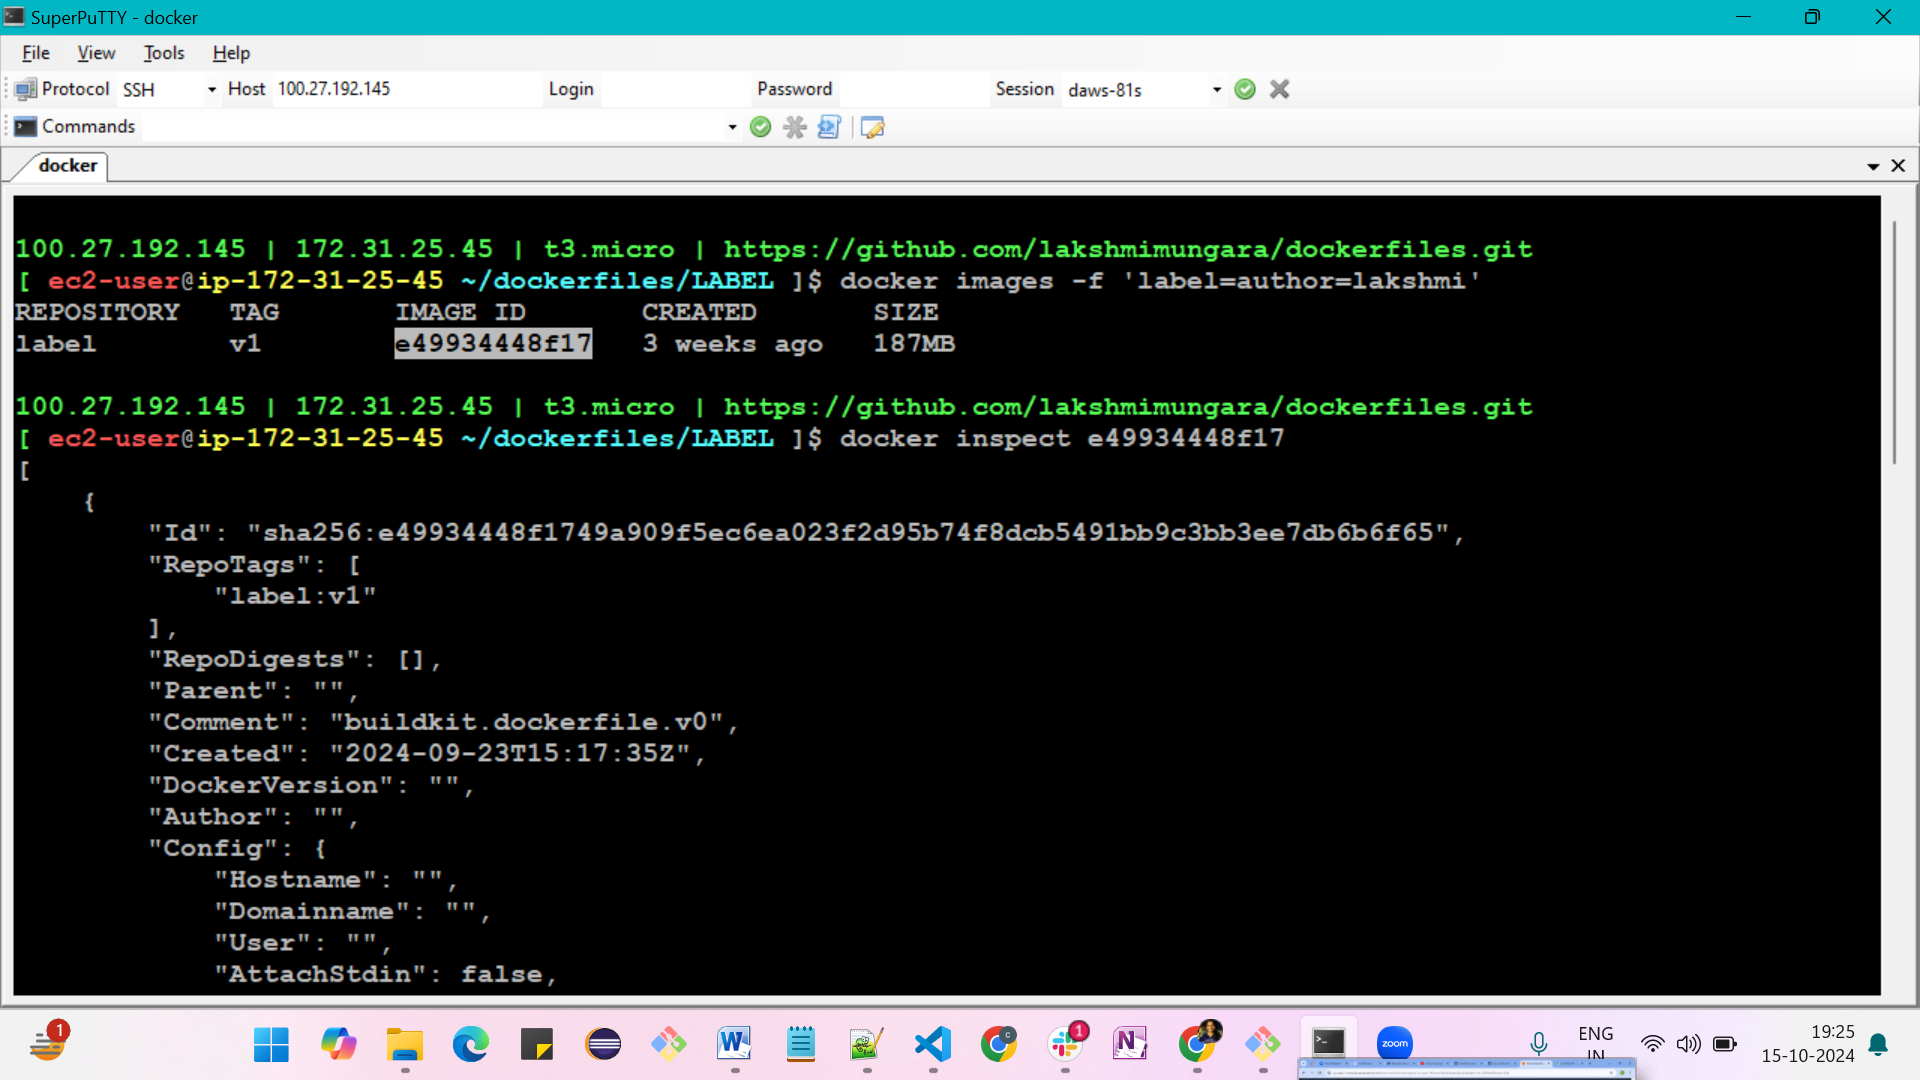 SuperPuTTY - docker
File View Tools Help
Protocol SSH Host 100.27.192.145 Login Password Session daws-81s
Commands
docker
100.27.192.145 | 172.31.25.45 | t3.micro | https://github.com/lakshmimungara/dockerfiles.git
[ ec2-user@ip-172-31-25-45 ~/dockerfiles/LABEL ]$ docker images -f 'label=author=lakshmi'
REPOSITORY TAG IMAGE ID CREATED SIZE
label v1 e49934448f17 3 weeks ago 187MB
100.27.192.145 | 172.31.25.45 | t3.micro | https://github.com/lakshmimungara/dockerfiles.git
[ ec2-user@ip-172-31-25-45 ~/dockerfiles/LABEL ]$ docker inspect e49934448f17
[
{
"Id": "sha256:e49934448f1749a909f5ec6ea023f2d95b74f8dcb5491bb9c3bb3ee7db6b6f65",
"RepoTags": [
"label:v1"
],
"RepoDigests": [],
"Parent": "",
"Comment": "buildkit.dockerfile.v0",
"Created": "2024-09-23T15:17:35Z",
"DockerVersion": "",
"Author": "",
"Config": {
"Hostname": "",
"Domainname": "",
"User": "",
"AttachStdin": false,
1
1
zoom
ENG
IN
19:25
15-10-2024